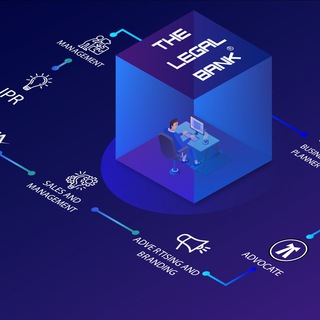 THE
LEGAL
BANK®
MANAGEMENT
IPR
SALES AND
MANAGEMENT
ADVERTISING AND
BRANDING
ADVOCATE
PLANNER